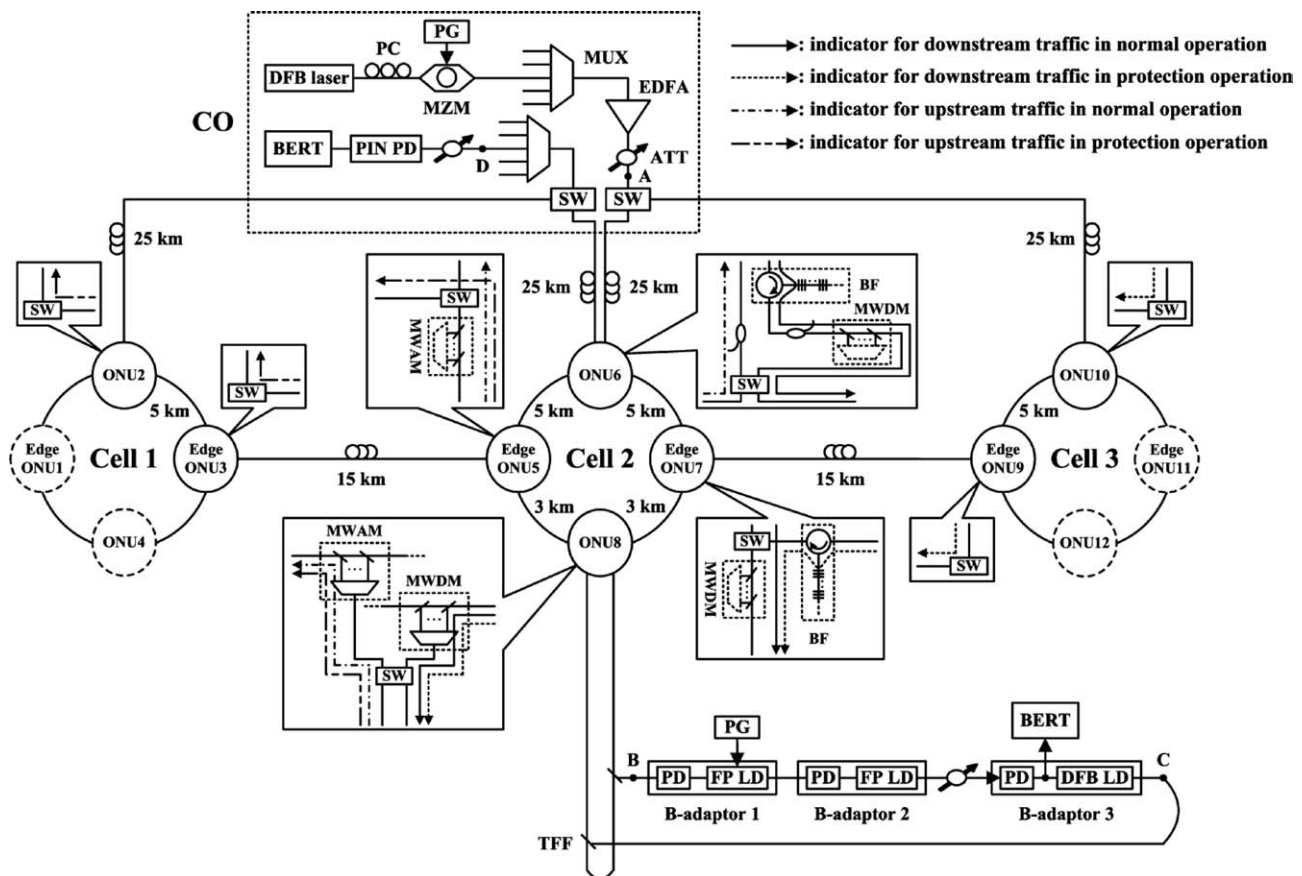 PG
PC
MUX
DFB laser
MZM
EDFA
CO
BERT
PIN PD
D
ATT
A
SW
SW
: indicator for downstream traffic in normal operation
: indicator for downstream traffic in protection operation
: indicator for upstream traffic in normal operation
: indicator for upstream traffic in protection operation
25 km
25 km
25 km
25 km
SW
SW
MWAM
BF
MWDM
SW
SW
ONU2
5 km
SW
ONU6
5 km
5 km
ONU10
5 km
Edge
ONU1
Cell 1
Edge
ONU3
15 km
Edge
ONU5
Cell 2
Edge
ONU7
15 km
Edge
ONU9
Cell 3
Edge
ONU11
ONU4
3 km
3 km
ONU8
ONU12
MWAM
MWDM
SW
SW
MWDM
BF
SW
PG
BERT
B
PD
FP LD
PD
FP LD
PD
DFB LD
C
B-adaptor 1
B-adaptor 2
B-adaptor 3
TFF